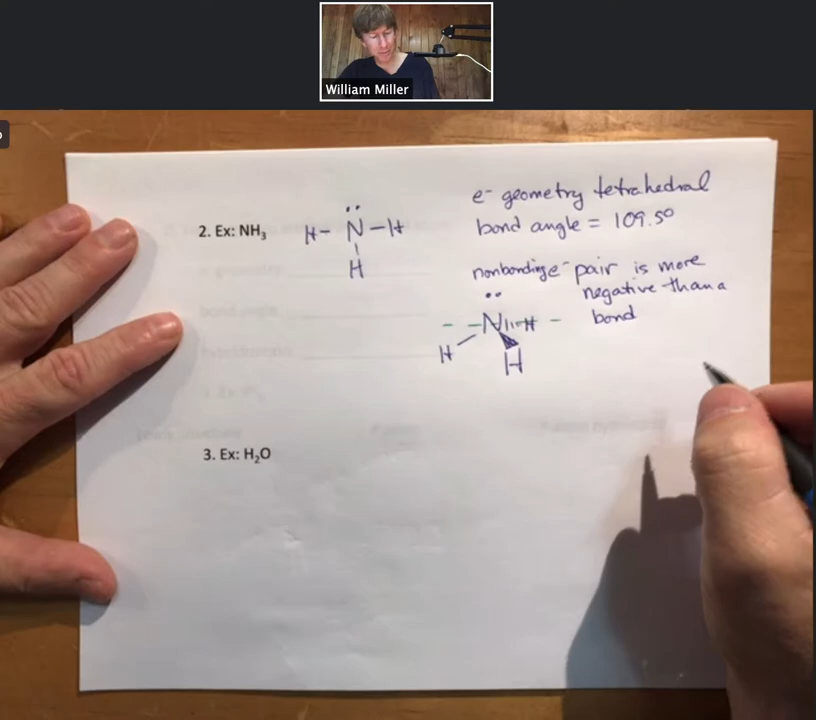 William Miller
2. Ex: NH₃
H- N -H
H
e⁻ geometry tetrahedral
bond angle = 109.5°
nonbonding e⁻ pair is more
negative than a
bond
N H
H
H
3. Ex: H₂O